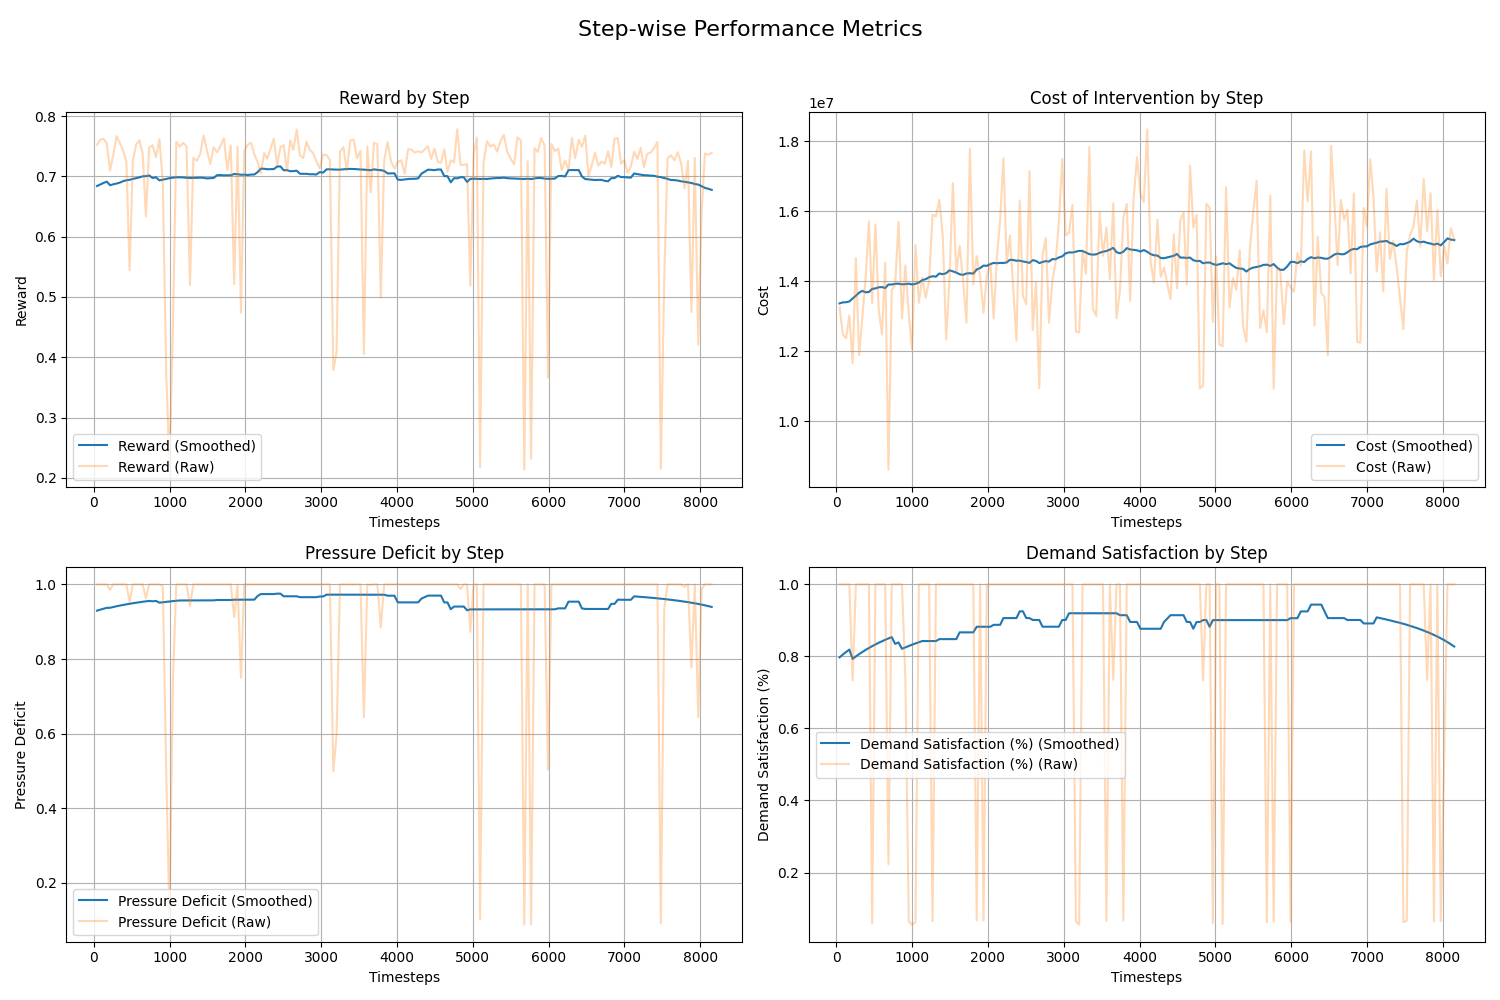 Step-wise Performance Metrics
Reward by Step
0.8
0.7
0.6
0.5
0.4
0.3
0.2
Reward
Reward (Smoothed)
Reward (Raw)
0 1000 2000 3000 4000 5000 6000 7000 8000
Timesteps
Cost of Intervention by Step
1e7
1.8
1.6
1.4
1.2
1.0
Cost
Cost (Smoothed)
Cost (Raw)
0 1000 2000 3000 4000 5000 6000 7000 8000
Timesteps
Pressure Deficit by Step
1.0
0.8
0.6
0.4
0.2
Pressure Deficit
Pressure Deficit (Smoothed)
Pressure Deficit (Raw)
0 1000 2000 3000 4000 5000 6000 7000 8000
Timesteps
Demand Satisfaction by Step
1.0
0.8
0.6
0.4
0.2
Demand Satisfaction (%)
Demand Satisfaction (%) (Smoothed)
Demand Satisfaction (%) (Raw)
0 1000 2000 3000 4000 5000 6000 7000 8000
Timesteps